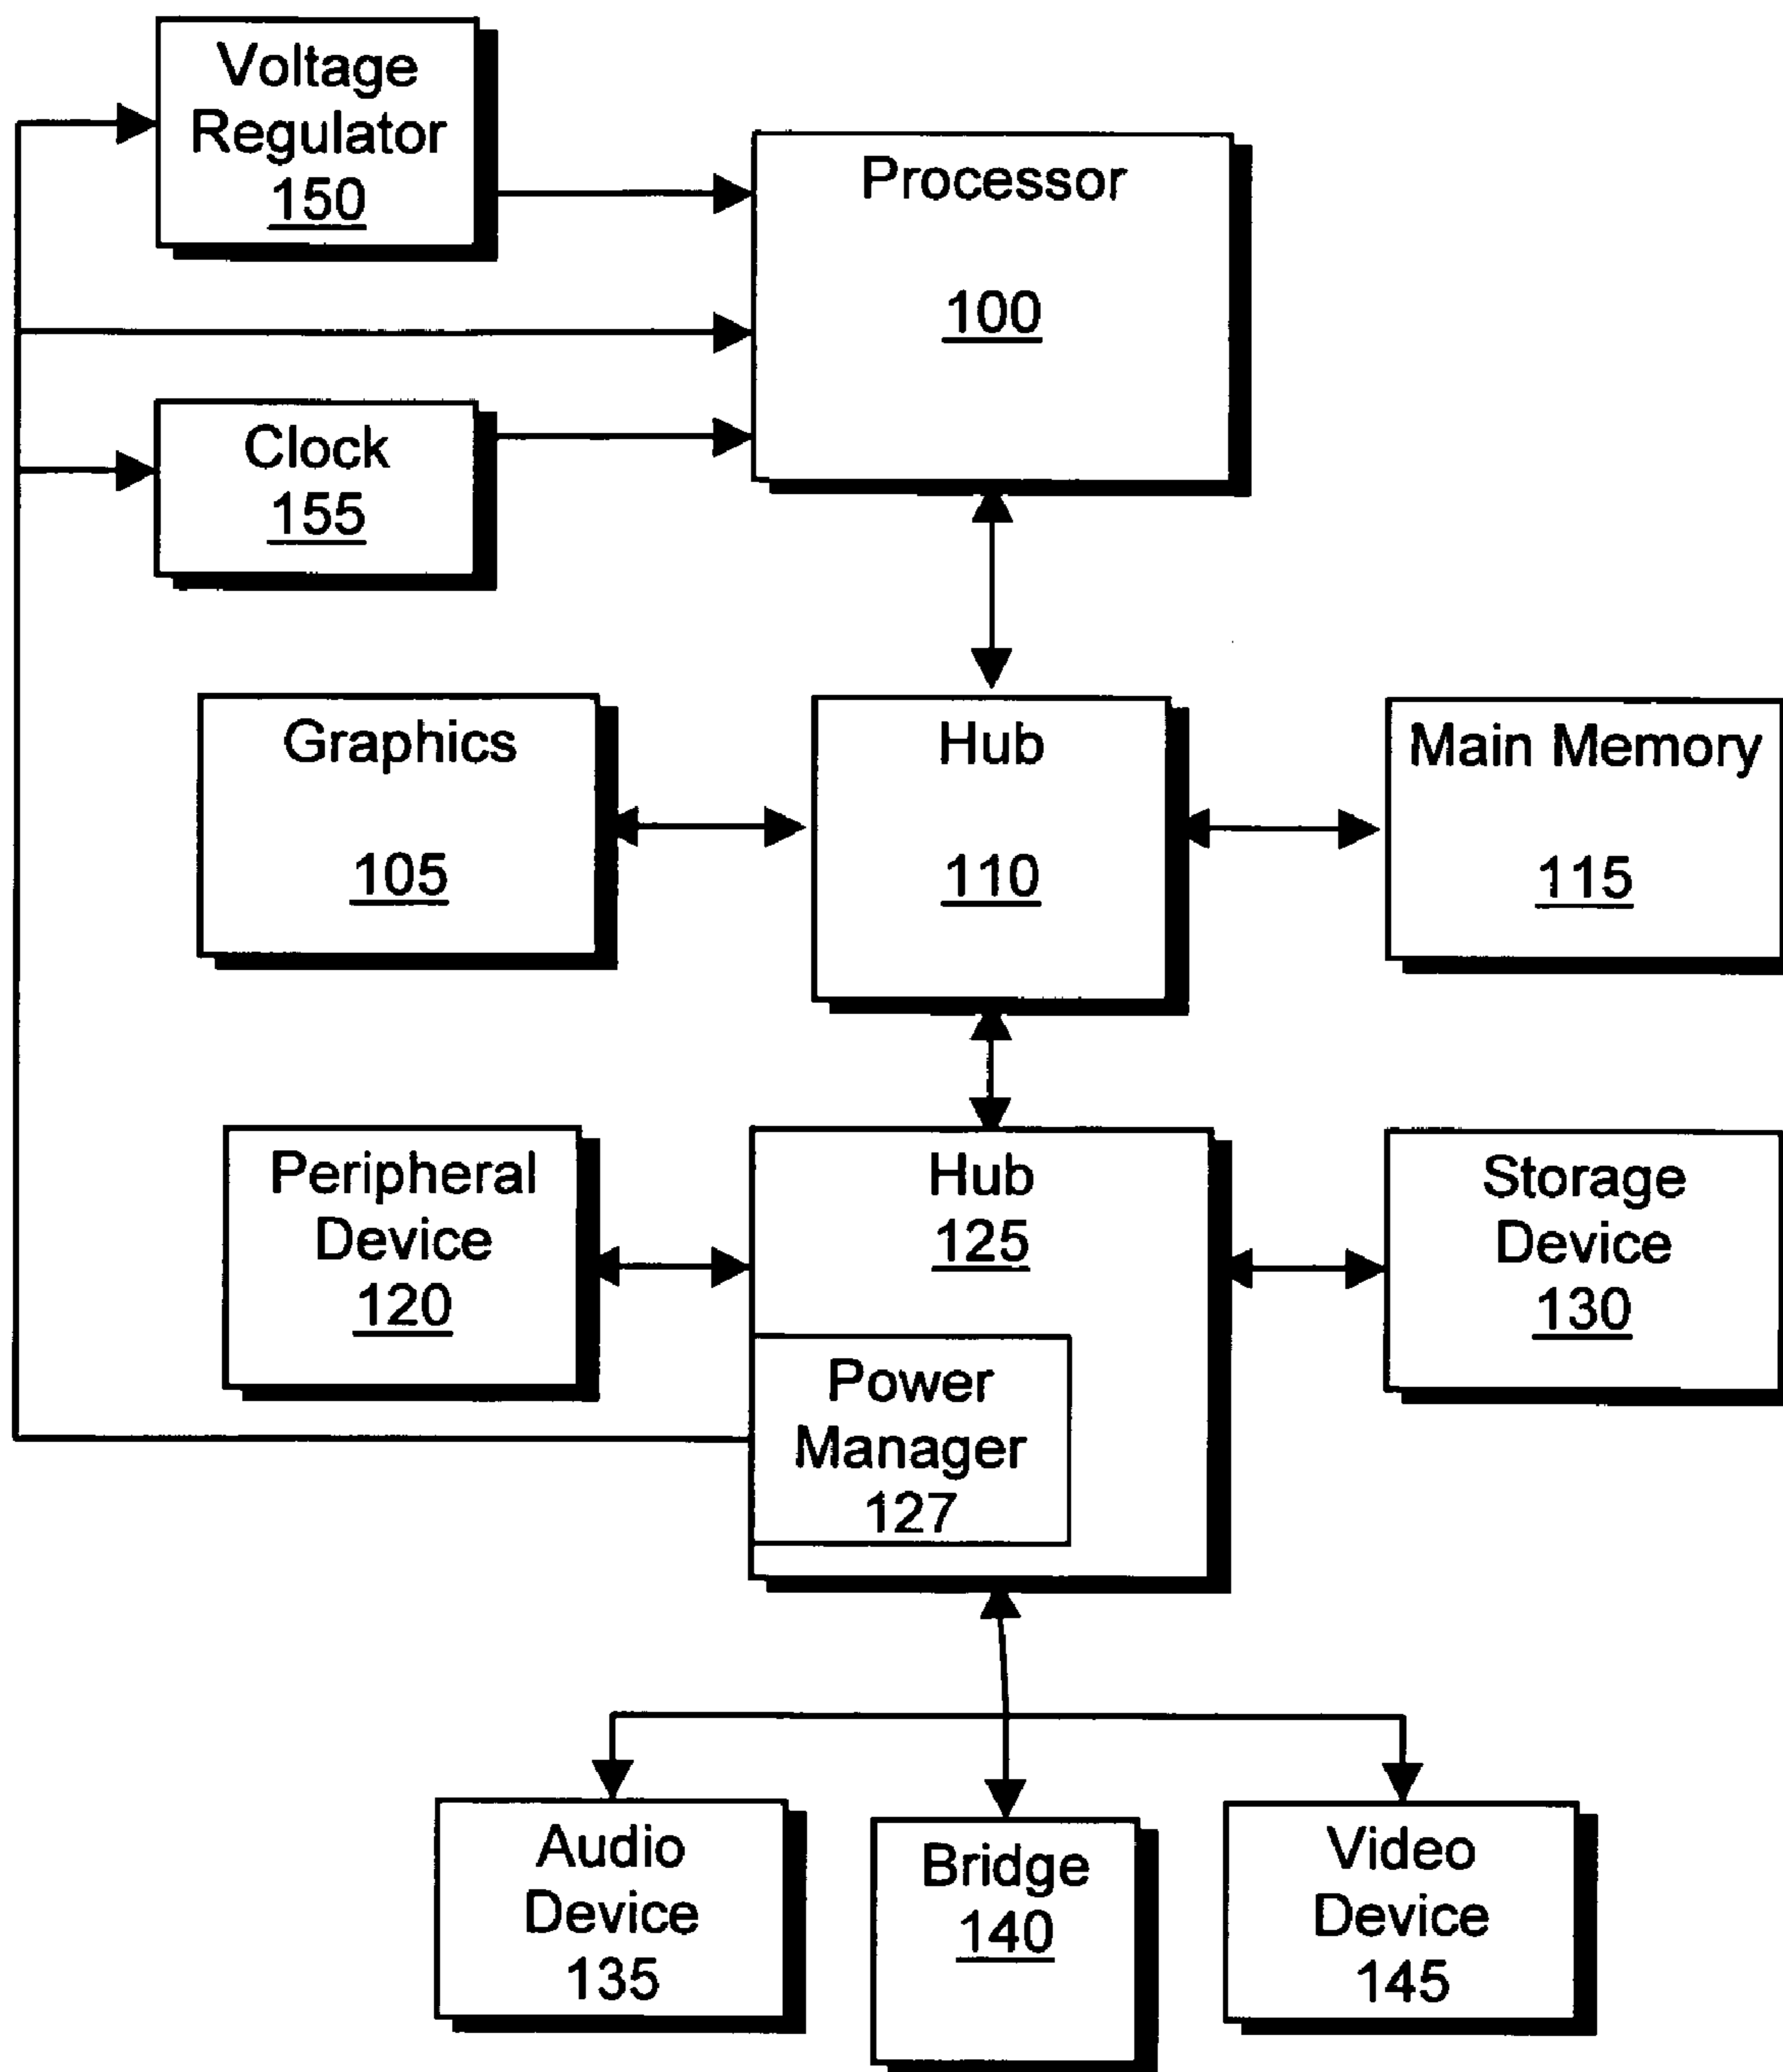 Voltage
Regulator
150
Processor
100
Clock
155
Graphics
105
Hub
110
Main Memory
115
Peripheral
Device
120
Hub
125
Power
Manager
127
Storage
Device
130
Audio
Device
135
Bridge
140
Video
Device
145